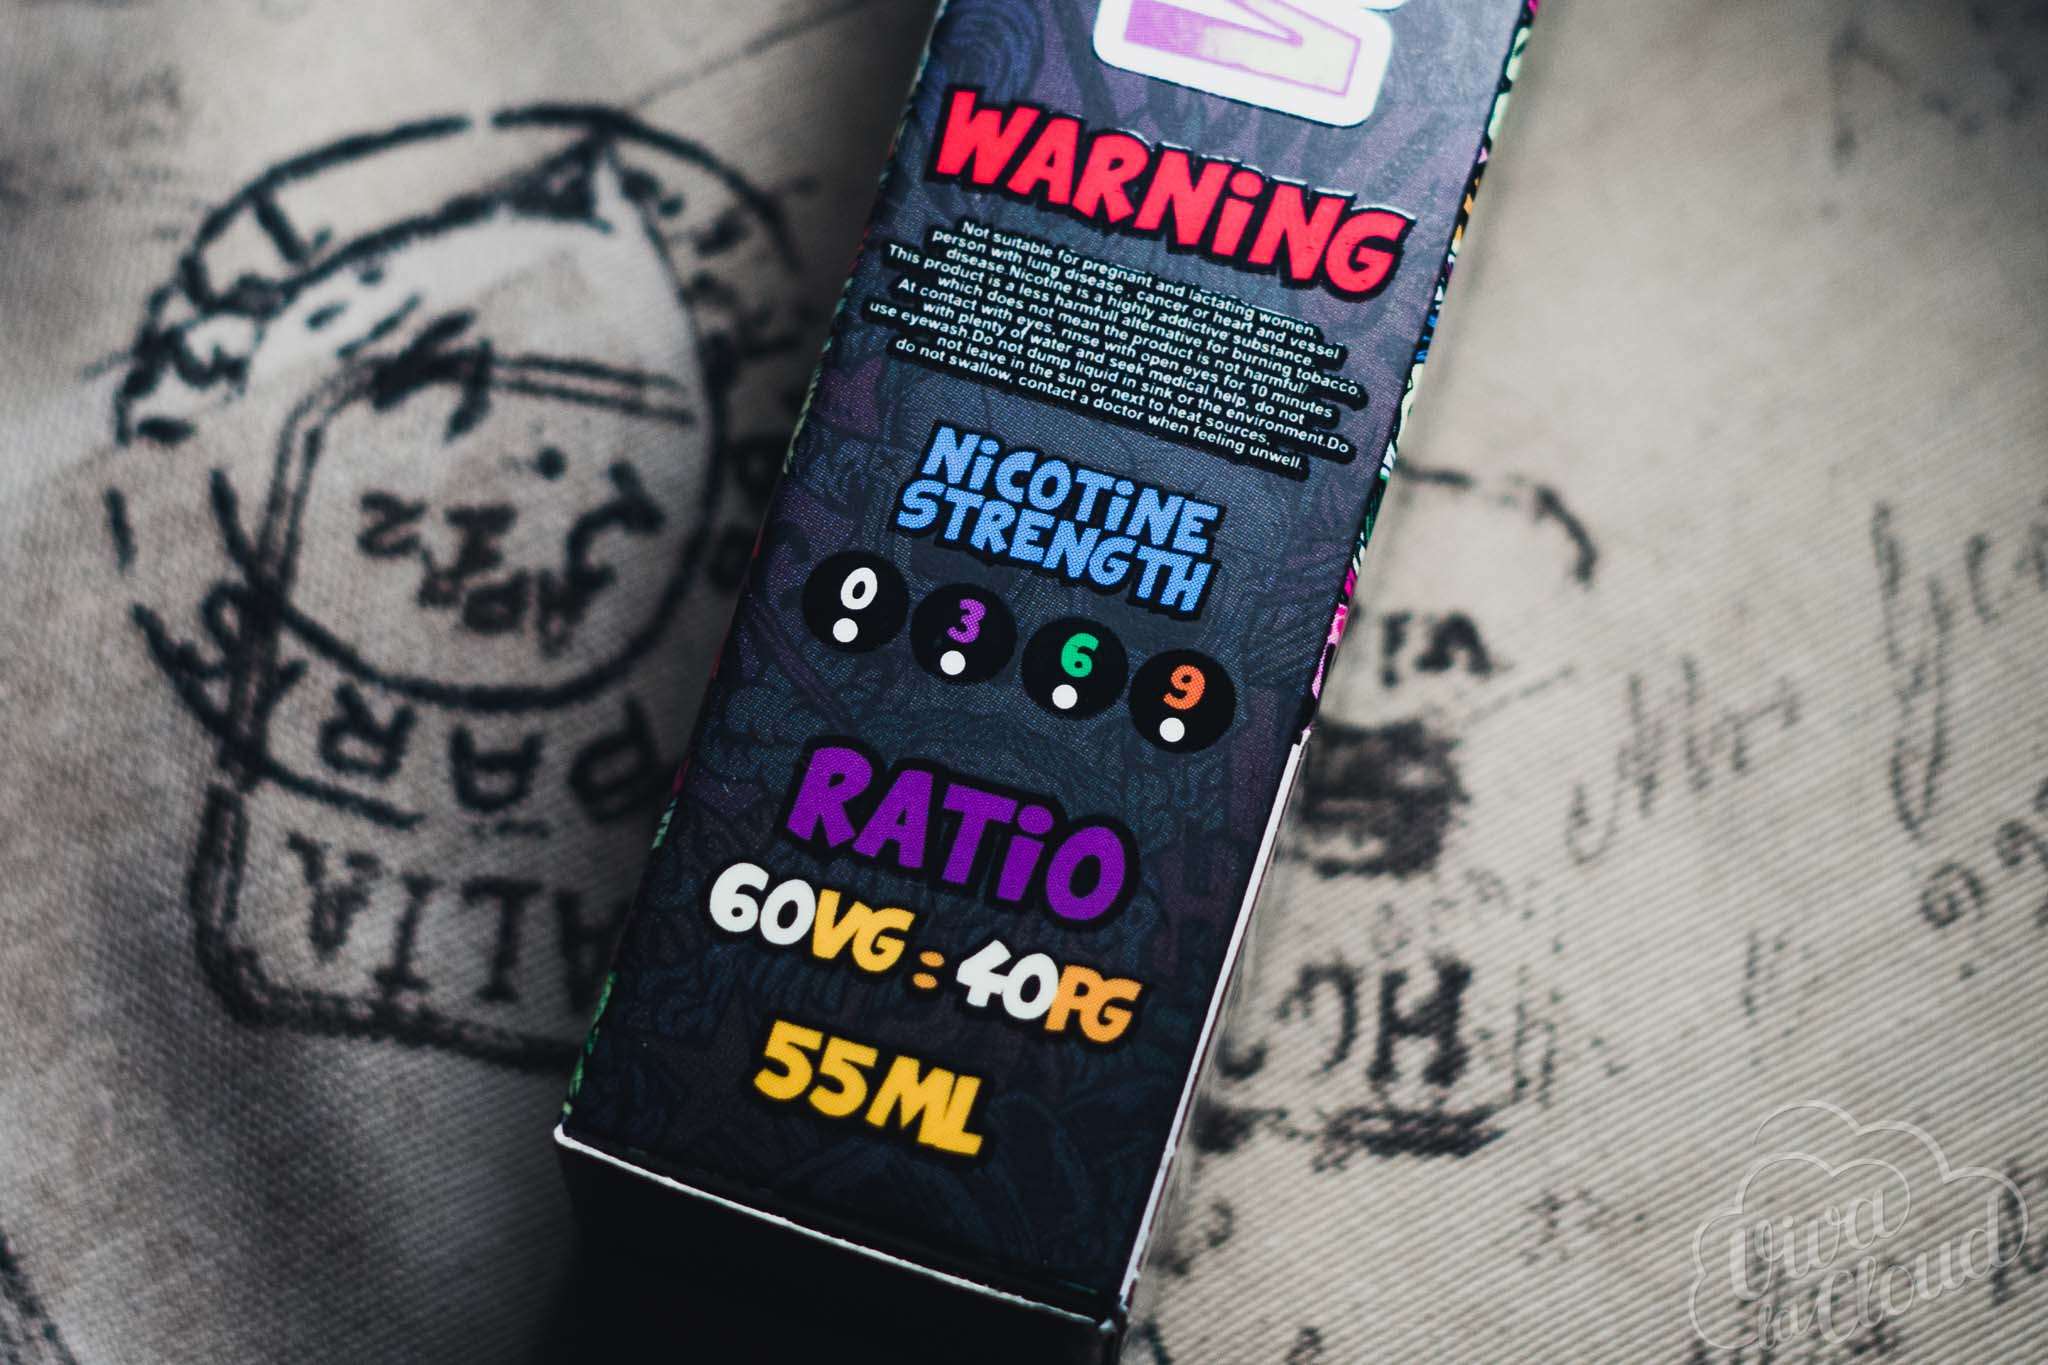 WARNiNG
Not suitable for pregnant and lactating women,
person with lung disease , cancer or heart and vessel
disease.Nicotine is a highly addictive substance.
This product is a less harmfull alternative for burning tobacco,
which does not mean the product is not harmful/
At contact with eyes, rinse with open eyes for 10 minutes
with plenty of water and seek medical help, do not
use eyewash.Do not dump liquid in sink or the environment.Do
not leave in the sun or next to heat sources,
do not swallow, contact a doctor when feeling unwell.
NiCOTiNE
STRENGTH
0 3 6 9
RATiO
60VG : 40PG
55ML
PAR
ALIA
Viva
la Cloud